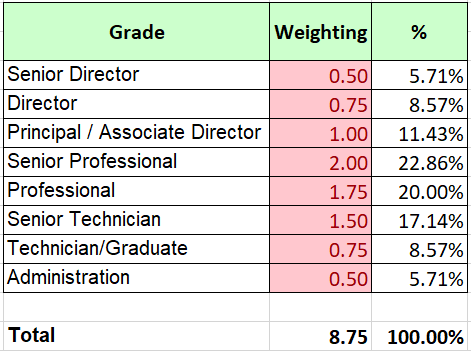 Grade Weighting %
Senior Director 0.50 5.71%
Director 0.75 8.57%
Principal / Associate Director 1.00 11.43%
Senior Professional 2.00 22.86%
Professional 1.75 20.00%
Senior Technician 1.50 17.14%
Technician/Graduate 0.75 8.57%
Administration 0.50 5.71%
Total 8.75 100.00%